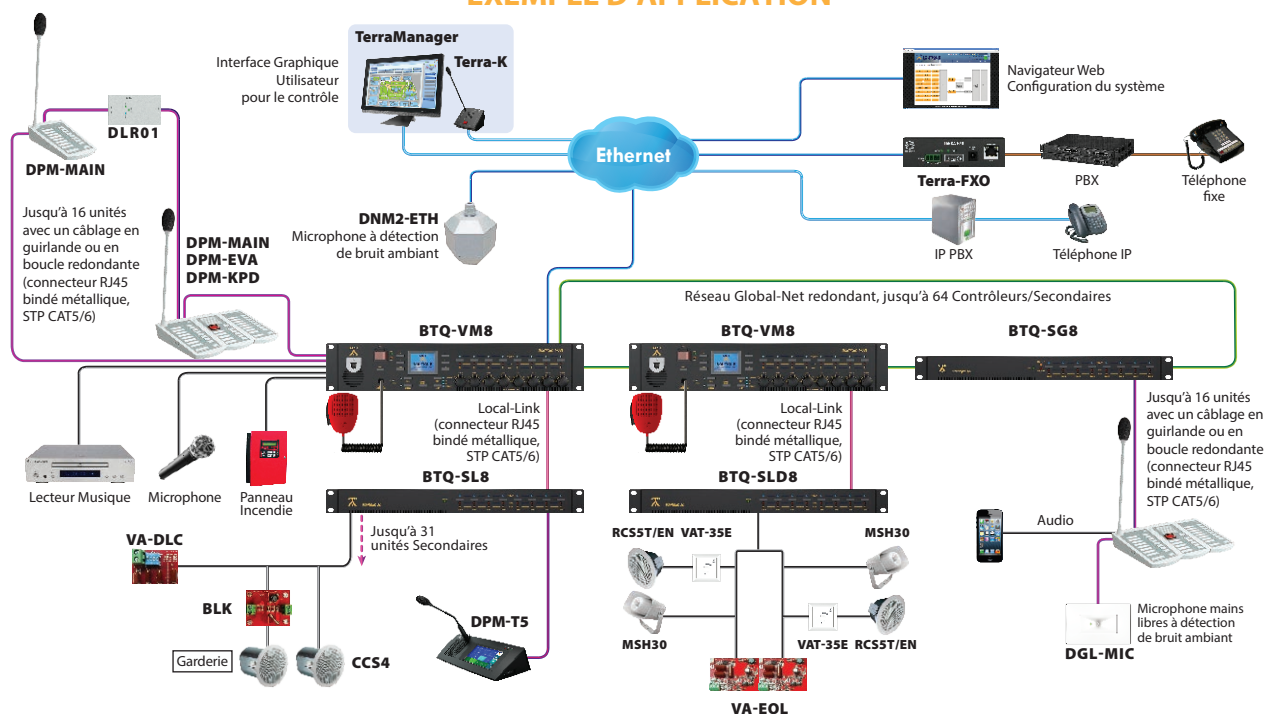 EXEMPLE D'APPLICATION
TerraManager
Interface Graphique
Utilisateur
pour le contrôle
Terra-K
Navigateur Web
Configuration du système
DLR01
DPM-MAIN
Ethernet
Terra-FXO
PBX
Téléphone
fixe
Jusqu'à 16 unités
avec un câblage en
guirlande ou en
boucle redondante
(connecteur RJ45
bindé métallique,
STP CAT5/6)
DPM-MAIN
DPM-EVA
DPM-KPD
DNM2-ETH
Microphone à détection
de bruit ambiant
IP PBX
Téléphone IP
Réseau Global-Net redondant, jusqu'à 64 Contrôleurs/Secondaires
BTQ-VM8
BTQ-VM8
BTQ-SG8
Local-Link
(connecteur RJ45
bindé métallique,
STP CAT5/6)
Local-Link
(connecteur RJ45
bindé métallique,
STP CAT5/6)
Jusqu'à 16 unités
avec un câblage en
guirlande ou en
boucle redondante
(connecteur RJ45
bindé métallique,
STP CAT5/6)
Lecteur Musique
Microphone
Panneau
Incendie
BTQ-SL8
BTQ-SLD8
Jusqu'à 31
unités Secondaires
VA-DLC
RCS5T/EN
VAT-35E
MSH30
Audio
BLK
DPM-T5
Garderie
CCS4
MSH30
VAT-35E
RCS5T/EN
VA-EOL
Microphone mains
libres à détection
de bruit ambiant
DGL-MIC